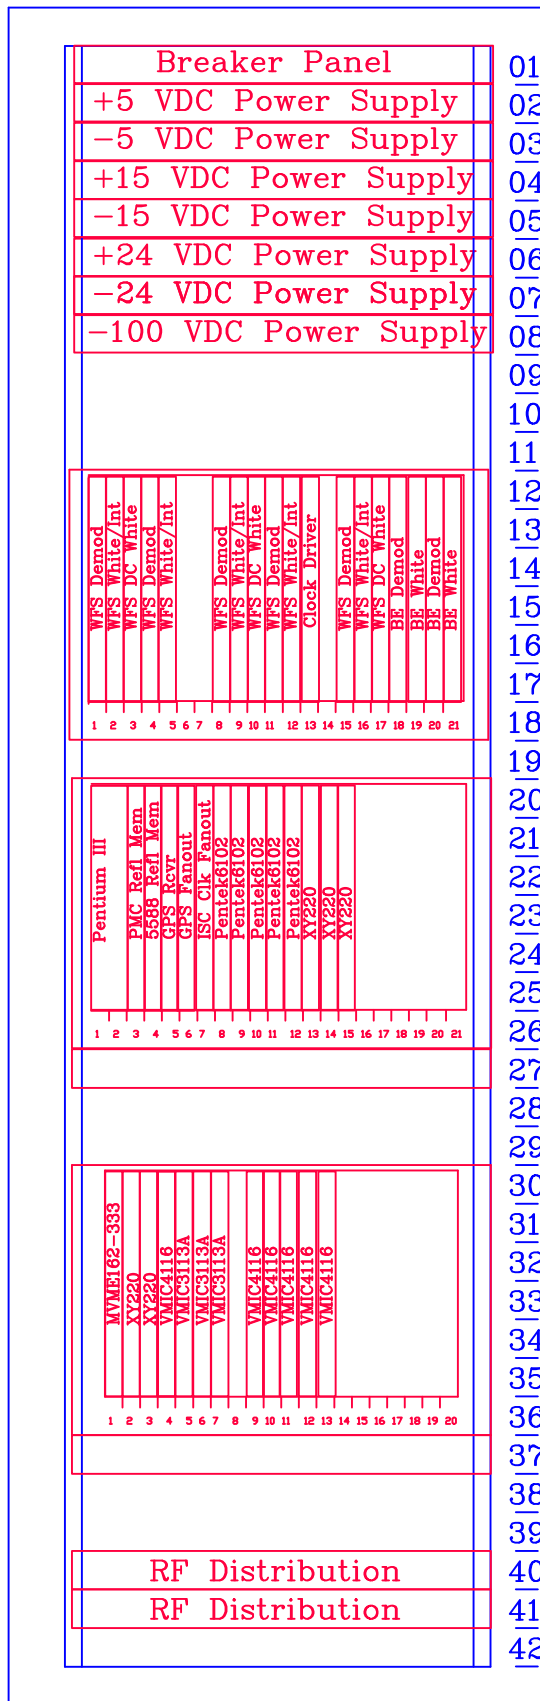 Breaker Panel 01
+5 VDC Power Supply 02
-5 VDC Power Supply 03
+15 VDC Power Supply 04
-15 VDC Power Supply 05
+24 VDC Power Supply 06
-24 VDC Power Supply 07
-100 VDC Power Supply 08
09
10
11
12
13
14
15
16
17
18
WFS Demod
WFS White/Int
WFS DC White
WFS Demod
WFS White/Int
WFS Demod
WFS White/Int
WFS DC White
WFS Demod
WFS White/Int
Clock Driver
WFS Demod
WFS White/Int
WFS DC White
BE Demod
BE White
BE Demod
BE White
1 2 3 4 5 6 7 8 9 10 11 12 13 14 15 16 17 18 19 20 21
19
20
21
22
23
24
25
26
Pentium III
PMC Refl Mem
5588 Refl Mem
GPS Rcvr
GPS Fanout
ISC Clk Fanout
Pentek6102
Pentek6102
Pentek6102
Pentek6102
Pentek6102
XY220
XY220
XY220
1 2 3 4 5 6 7 8 9 10 11 12 13 14 15 16 17 18 19 20 21
27
28
29
30
31
32
33
34
35
36
MVME162-333
XY220
XY220
VMIC4116
VMIC3113A
VMIC3113A
VMIC3113A
VMIC4116
VMIC4116
VMIC4116
VMIC4116
VMIC4116
1 2 3 4 5 6 7 8 9 10 11 12 13 14 15 16 17 18 19 20
37
38
39
RF Distribution 40
RF Distribution 41
42